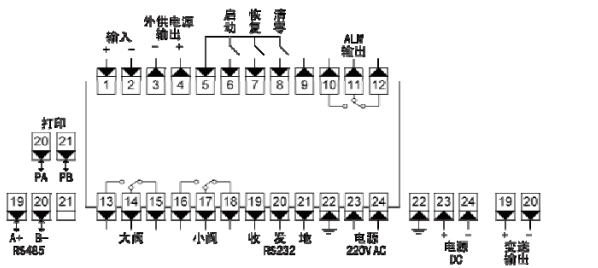 输入
+ -
外供电源
输出
- +
启动 恢复 清零
ALM
输出
1 2 3 4 5 6 7 8 9 10 11 12
打印
20 21
PA PB
19 20 21
A+ B-
RS485
13 14 15 16 17 18 19 20 21 22 23 24
大阀 小阀 收 发 地 电源
RS232 220VAC
22 23 24
+ -
电源
DC
19 20
+ -
变送
输出